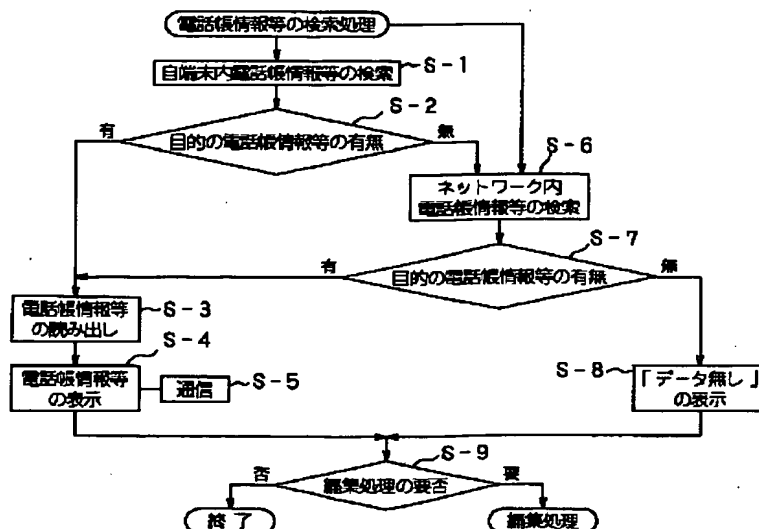 電話帳情報等の検索処理
自端末内電話帳情報等の検索
S-1
S-2
有
無
目的の電話帳情報等の有無
S-6
ネットワーク内
電話帳情報等の検索
S-7
有
無
目的の電話帳情報等の有無
電話帳情報等
の読み出し
S-3
S-4
電話帳情報等
の表示
通信
S-5
S-8
「データ無し」
の表示
S-9
否
要
編集処理の要否
終了
編集処理